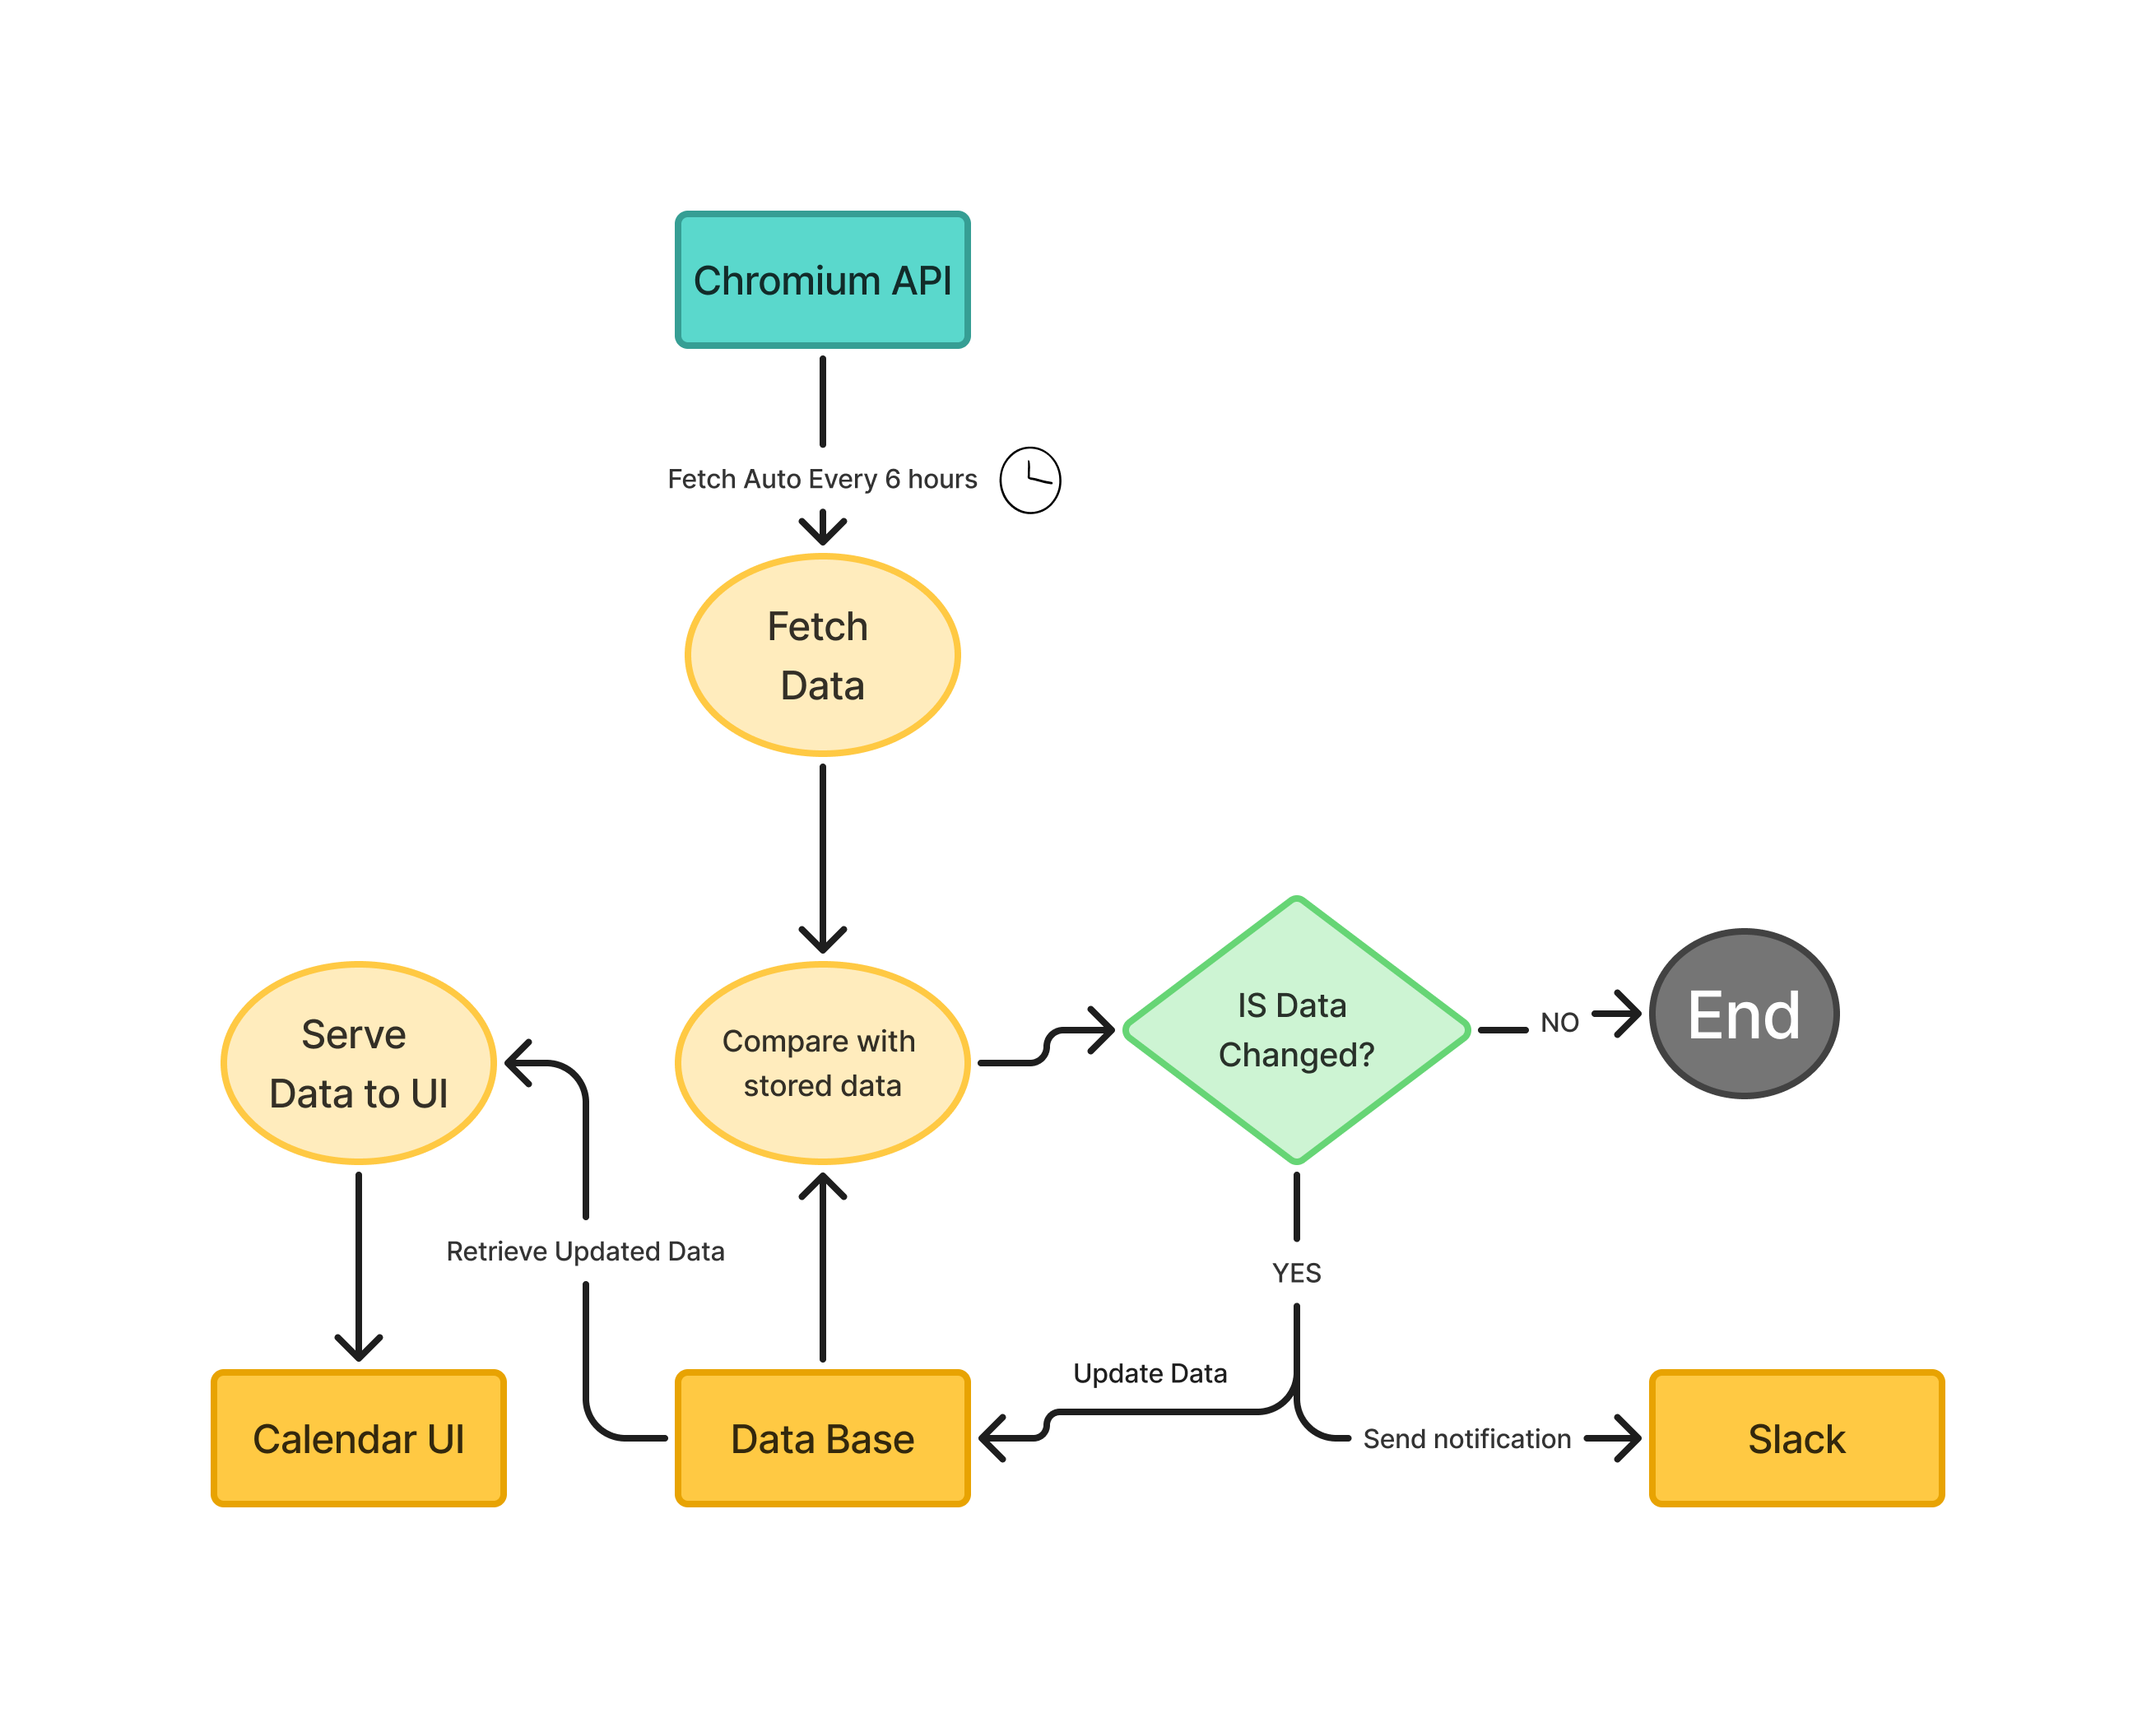 Chromium API
Fetch Auto Every 6 hours
Fetch
Data
Serve
Data to UI
Compare with
stored data
IS Data
Changed?
NO
End
Retrieve Updated Data
YES
Update Data
Calendar UI
Data Base
Send notification
Slack